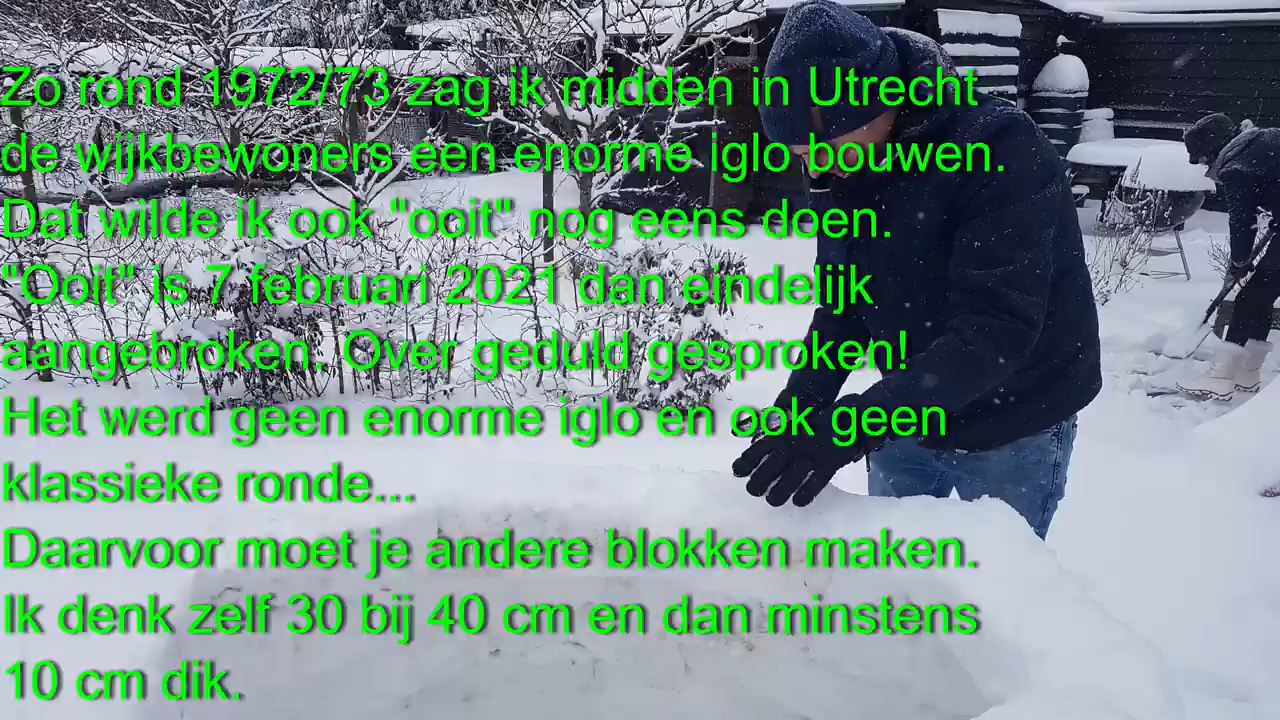 Zo rond 1972/73 zag ik midden in Utrecht
de wijkbewoners een enorme iglo bouwen.
Dat wilde ik ook "ooit" nog eens doen.
"Ooit" is 7 februari 2021 dan eindelijk
aangebroken. Over geduld gesproken!
Het werd geen enorme iglo en ook geen
klassieke ronde...
Daarvoor moet je andere blokken maken.
Ik denk zelf 30 bij 40 cm en dan minstens
10 cm dik.